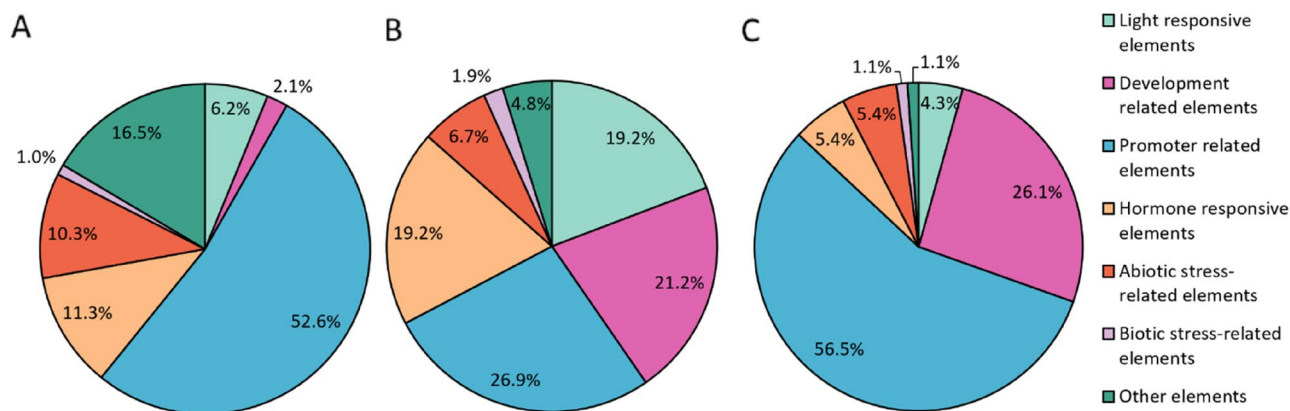 A
6.2%
2.1%
16.5%
1.0%
10.3%
11.3%
52.6%
B
1.9%
4.8%
6.7%
19.2%
19.2%
21.2%
26.9%
C
1.1%
1.1%
4.3%
5.4%
5.4%
26.1%
56.5%
Light responsive
elements
Development
related elements
Promoter related
elements
Hormone responsive
elements
Abiotic stress-
related elements
Biotic stress-related
elements
Other elements